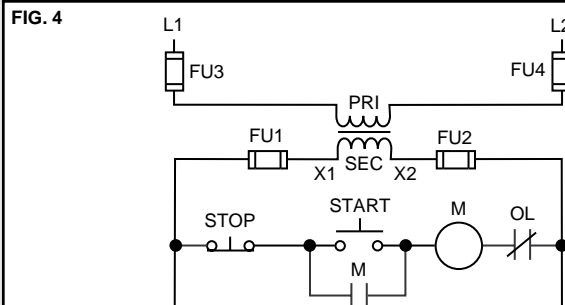 FIG. 4
L1
L2
FU3
FU4
PRI
FU1
FU2
X1
SEC
X2
STOP
START
M
OL
M